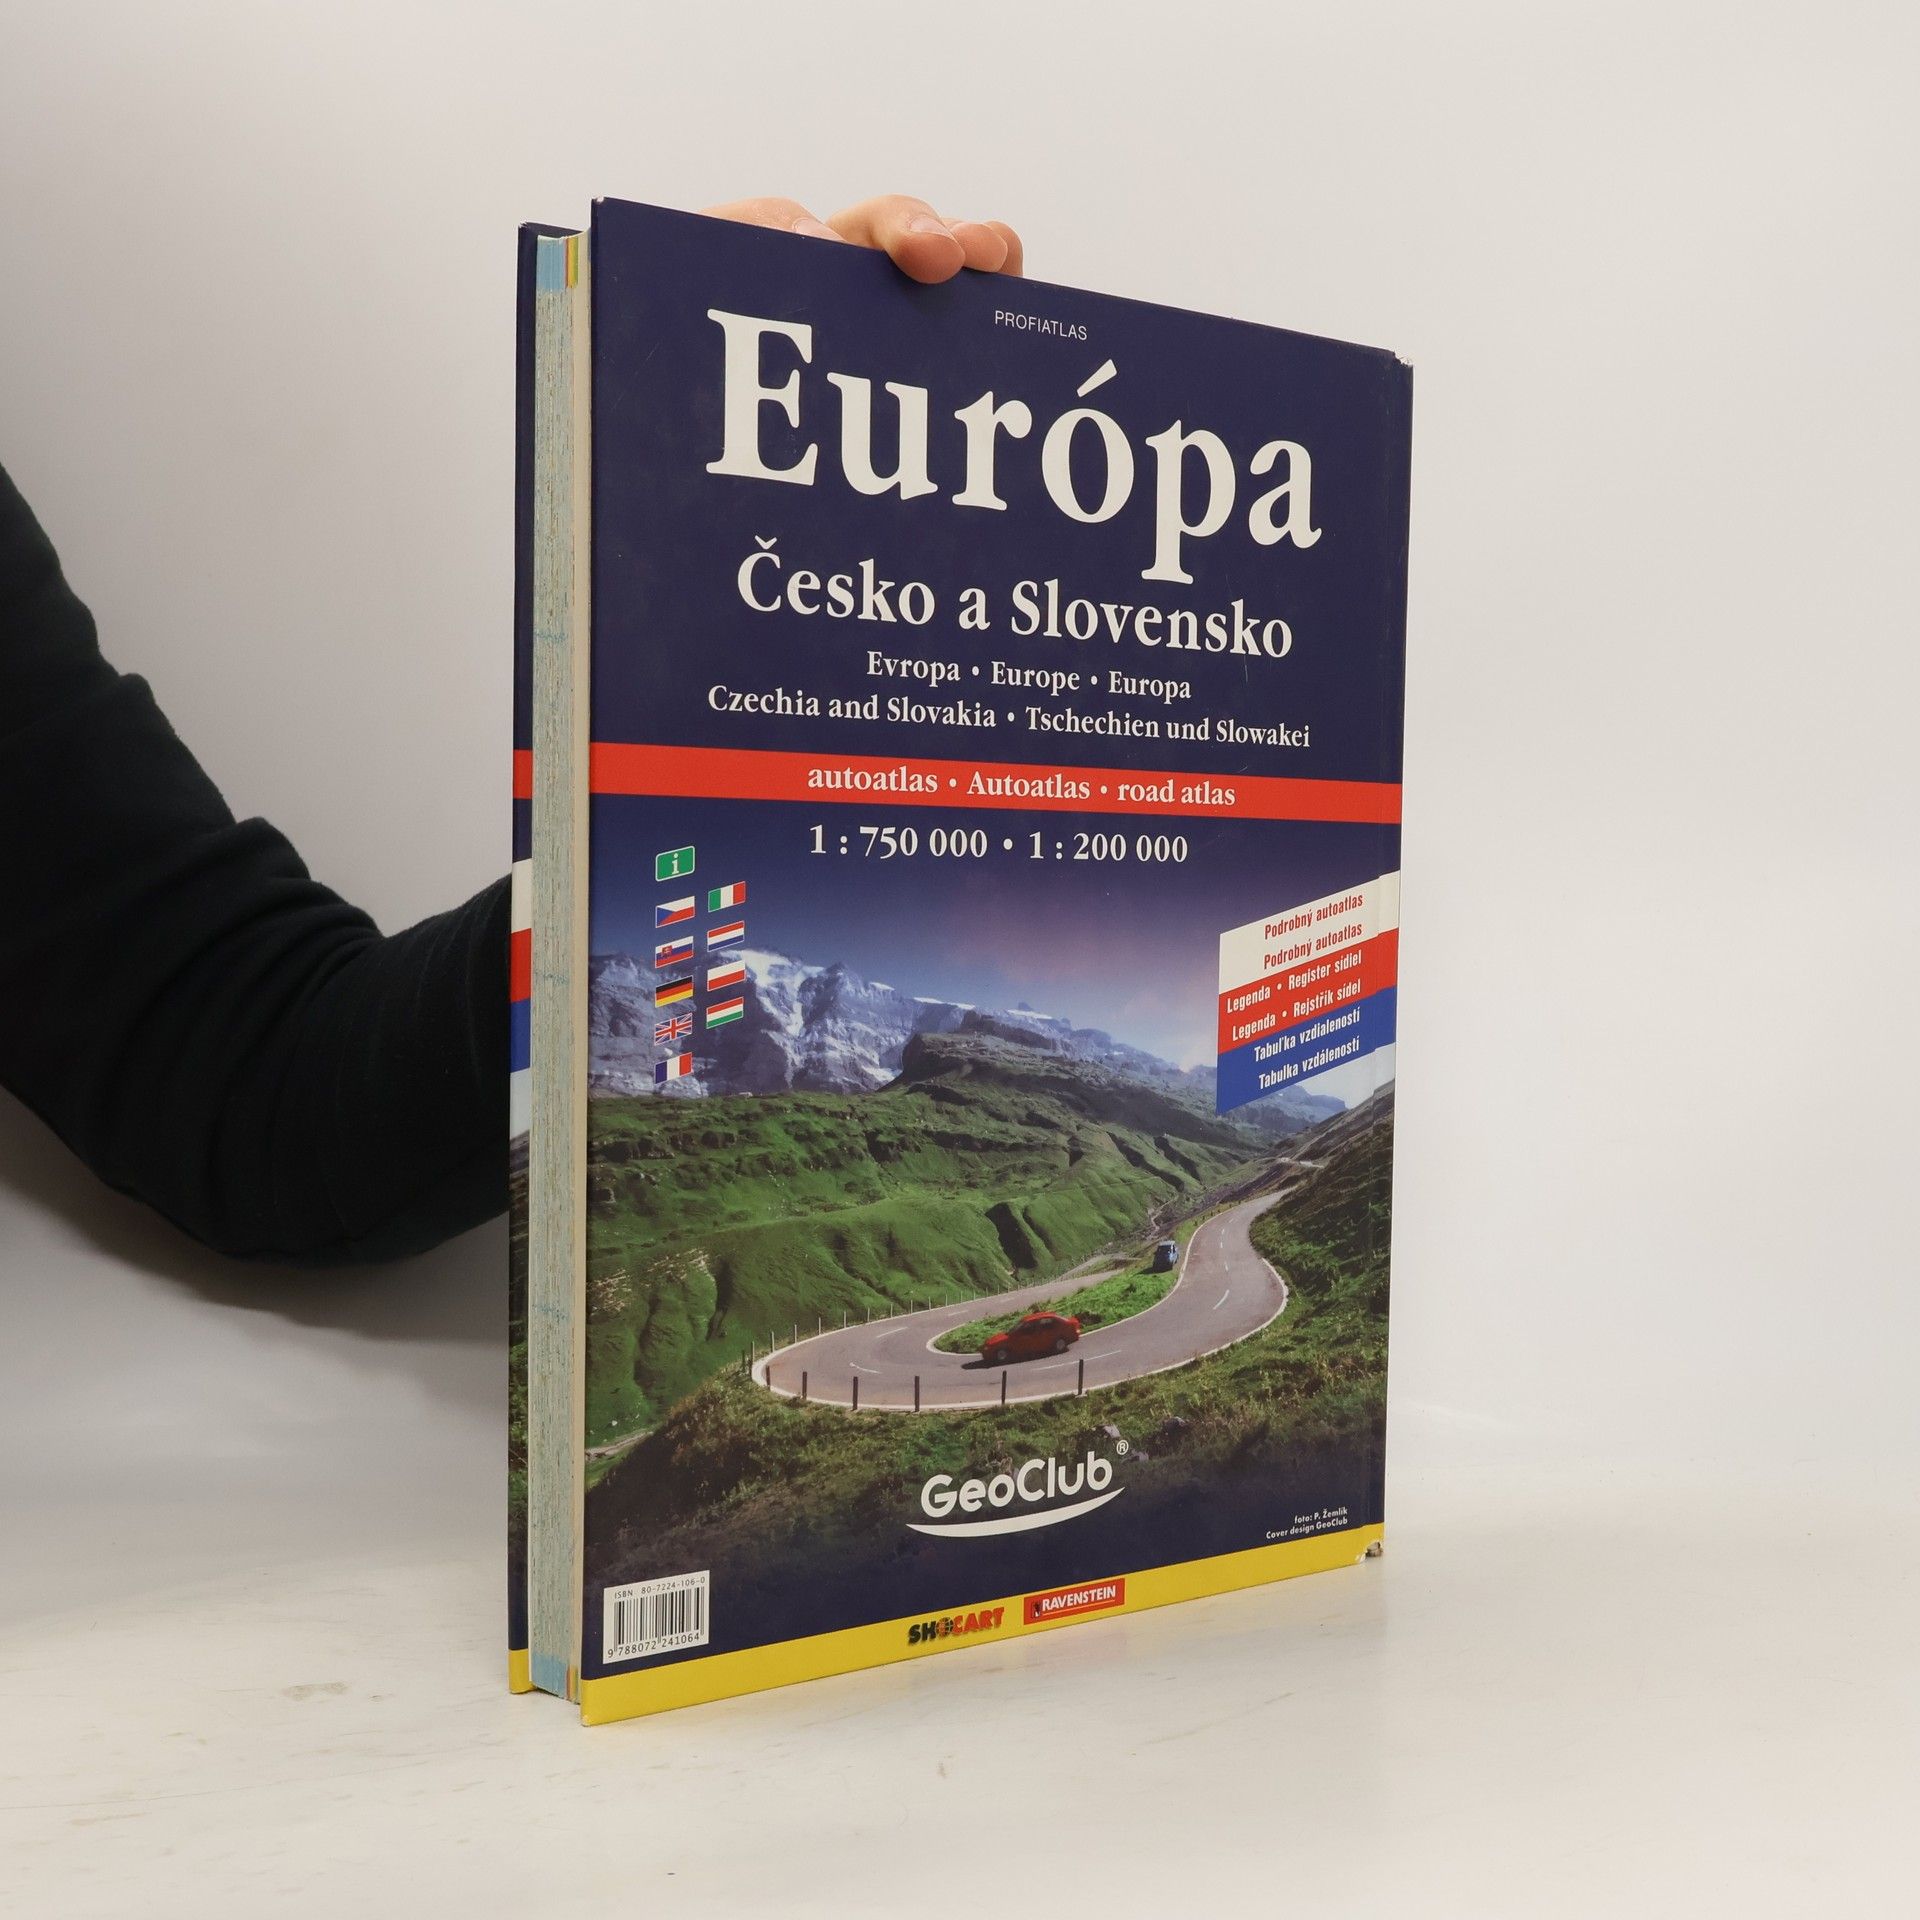 PROFIATLAS
Európa
Česko a Slovensko
Evropa • Europe • Europa
Czechia and Slovakia • Tschechien und Slowakei
autoatlas • Autoatlas • road atlas
1 : 750 000 • 1 : 200 000
i
Podrobný autoatlas
Podrobný autoatlas
Legenda • Register sídiel
Legenda • Rejstřík sídel
Tabuľka vzdialeností
Tabulka vzdáleností
GeoClub®
foto: P. Žemlík
Cover design GeoClub
ISBN 80-7224-106-0
9 788072 241064
SHOCART
RAVENSTEIN